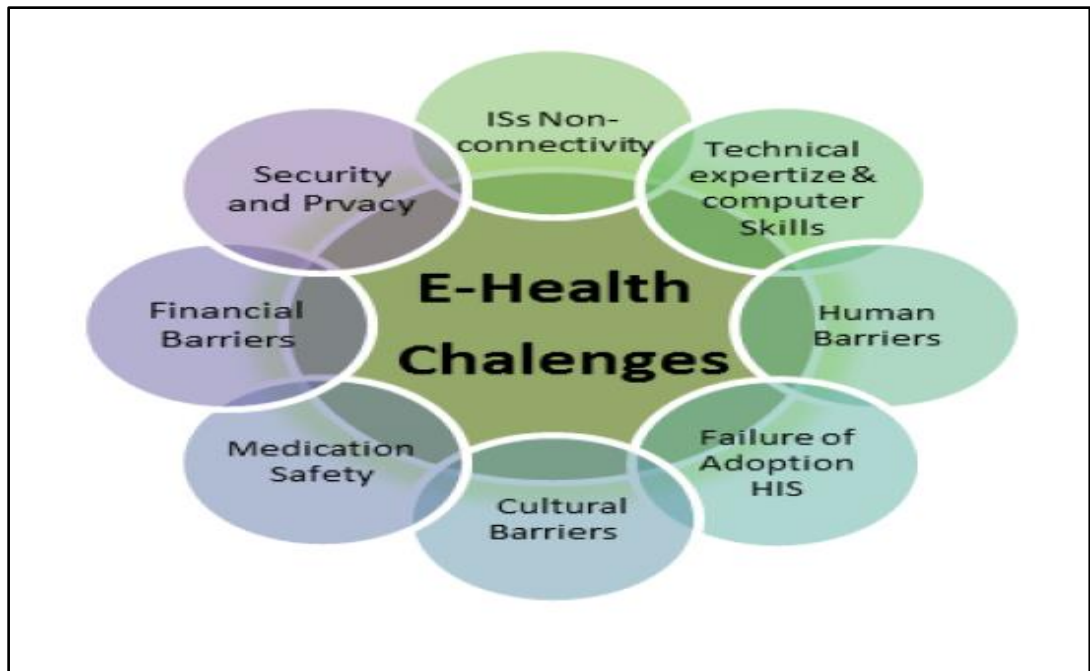 ISs Non-
connectivity
Technical
expertize &
computer
Skills
Human
Barriers
Failure of
Adoption
HIS
Cultural
Barriers
Medication
Safety
Financial
Barriers
Security
and Prvacy
E-Health
Chalenges